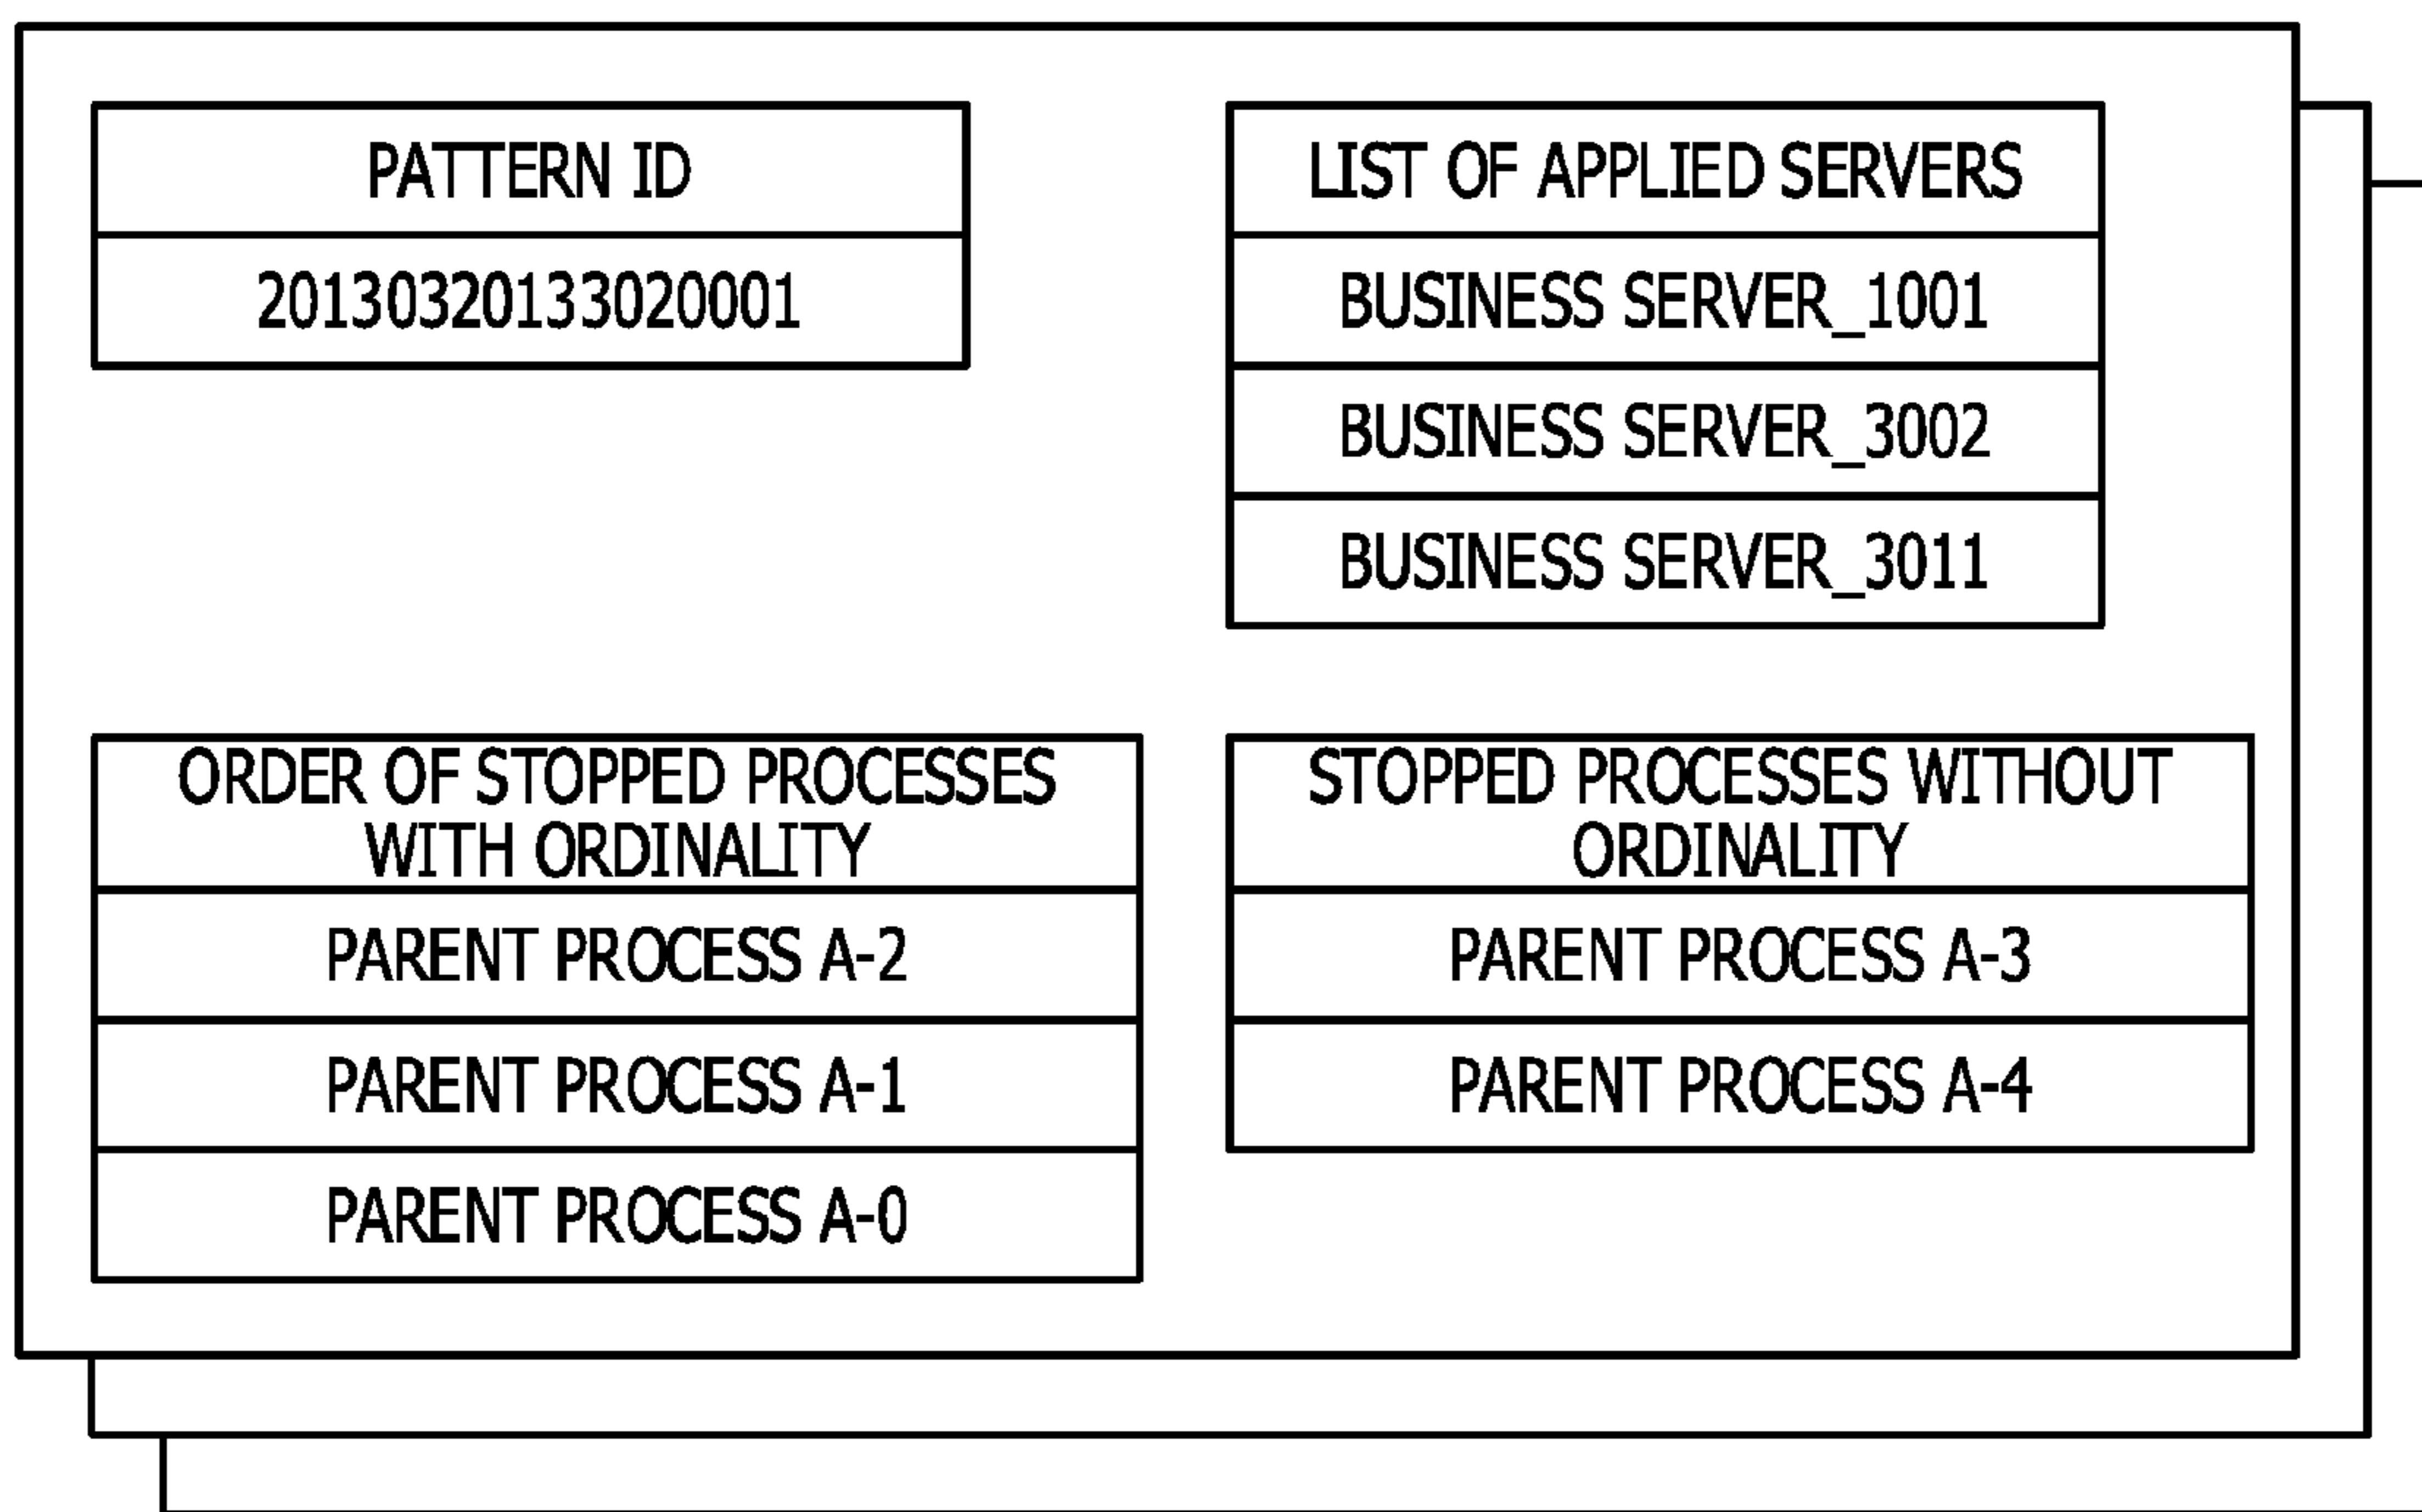 PATTERN ID
20130320133020001
LIST OF APPLIED SERVERS
BUSINESS SERVER_1001
BUSINESS SERVER_3002
BUSINESS SERVER_3011
ORDER OF STOPPED PROCESSES
WITH ORDINALITY
PARENT PROCESS A-2
PARENT PROCESS A-1
PARENT PROCESS A-0
STOPPED PROCESSES WITHOUT
ORDINALITY
PARENT PROCESS A-3
PARENT PROCESS A-4